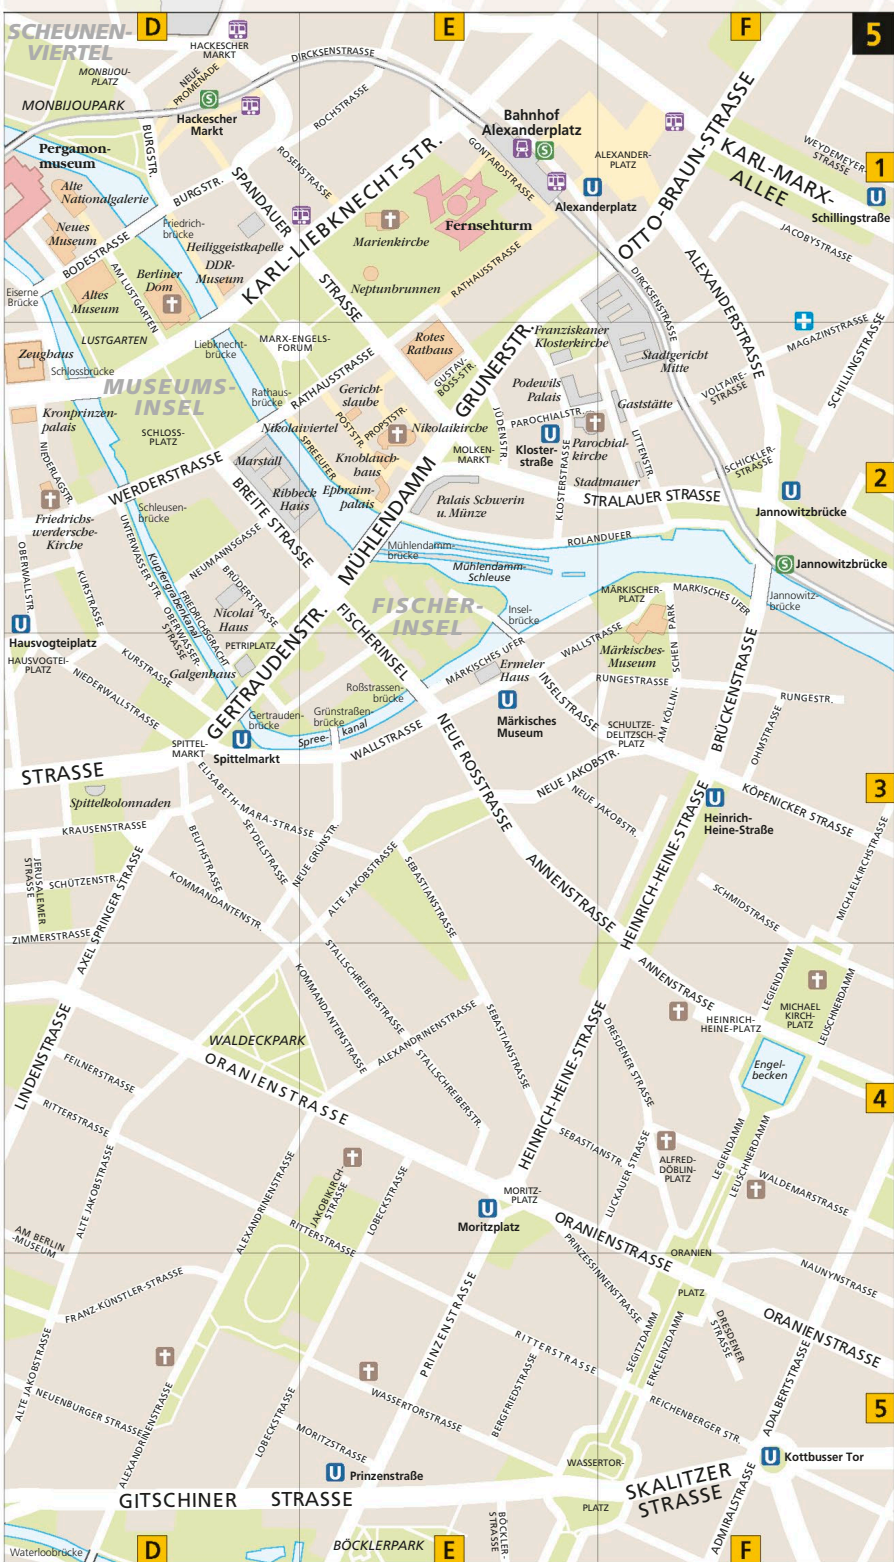 D
E
F
5
SCHEUNEN-
VIERTEL
HACKESCHER
MARKT
DIRCKSENSTRASSE
MONBIJOU-
PLATZ
NEUE
PROMENADE
MONBIJOUPARK
S
Hackescher
Markt
ROCHSTRASSE
Bahnhof
Alexanderplatz
S
BURGSTR.
Pergamon-
museum
ROSENSTRASSE
GONTARDSTRASSE
ALEXANDER-
PLATZ
OTTO-BRAUN-STRASSE
KARL-MARX-
ALLEE
WEYDEMEYER-
STRASSE
1
Alte
Nationalgalerie
BURGSTR.
SPANDAUER
STRASSE
KARL-LIEBKNECHT-STR.
U
Alexanderplatz
U
Schillingstraße
Neues
Museum
Friedrich-
brücke
Heiliggeistkapelle
Marienkirche
Fernsehturm
JACOBYSTRASSE
BODESTRASSE
AM LUSTGARTEN
DDR-
Museum
RATHAUSSTRASSE
ALEXANDERSTRASSE
Eiserne
Brücke
Berliner
Dom
Altes
Museum
Neptunbrunnen
DIRCKSENSTRASSE
LUSTGARTEN
Liebknecht-
brücke
MARX-ENGELS-
FORUM
Rotes
Rathaus
GRUNERSTR.
Franziskaner
Klosterkirche
MAGAZINSTRASSE
SCHILLINGSTRASSE
Zeughaus
Schlossbrücke
Stadtgericht
Mitte
MUSEUMS-
INSEL
Rathaus-
brücke
RATHAUSSTRASSE
Gericht-
slaube
GUSTAV-
BÖSS-STR.
Podewils
Palais
VOLTAIRE-
STRASSE
Kronprinzen-
palais
SCHLOSS-
PLATZ
Nikolaiviertel
POSTSTR.
PROPSTSTR.
Nikolaikirche
JÜDENSTR.
PAROCHIALSTR.
Gaststätte
NIEDERLAGSTR.
WERDERSTRASSE
Marstall
SPREEUFER
Knoblauch-
haus
MOLKEN-
MARKT
U
Kloster-
straße
KLOSTERSTRASSE
Parochial-
kirche
LITTENSTR.
SCHICKLER-
STRASSE
2
Friedrichs-
werdersche-
Kirche
Schleusen-
brücke
BREITE STRASSE
Ribbeck
Haus
Ephraim-
palais
MÜHLENDAMM
Palais Schwerin
u. Münze
Stadtmauer
STRALAUER STRASSE
U
Jannowitzbrücke
OBERWALLSTR.
KURSTRASSE
UNTERWASSER STR.
Kupfergrabenkanal
NEUMANNSGASSE
Mühlendamm-
brücke
ROLANDUFER
Mühlendamm-
Schleuse
S
Jannowitzbrücke
U
Hausvogteiplatz
FRIEDRICHSGRACHT
OBERWASSER-
STRASSE
BRÜDERSTRASSE
Nicolai
Haus
FISCHER-
INSEL
Insel-
brücke
MÄRKISCHER-
PLATZ
MARKISCHES UFER
Jannowitz-
brücke
HAUSVOGTEI-
PLATZ
KURSTRASSE
NIEDERWALLSTRASSE
PETRIPLATZ
Galgenhaus
GERTRAUDENSTR.
FISCHERINSEL
MÄRKISCHES UFER
Ermeler
Haus
WALLSTRASSE
Märkisches-
Museum
AM KÖLLNI-
SCHEN PARK
RUNGESTRASSE
BRÜCKENSTRASSE
RUNGESTR.
Roßstrassen-
brücke
Gertrauden-
brücke
Grünstraßen-
brücke
Spree-
kanal
U
Märkisches
Museum
INSELSTRASSE
SCHULTZE-
DELITZSCH-
PLATZ
OHMSTRASSE
SPITTEL-
MARKT
U
Spittelmarkt
WALLSTRASSE
NEUE ROSSTRASSE
STRASSE
NEUE JAKOBSTR.
NEUE JAKOBSTR.
KÖPENICKER STRASSE
3
Spittelkolonnaden
ELISABETH-MARA-STRASSE
U
Heinrich-
Heine-Straße
KRAUSENSTRASSE
BEUTHSTRASSE
SEYDELSTRASSE
NEUE GRÜNSTR.
ALTE JAKOBSTRASSE
SEBASTIANSTRASSE
ANNENSTRASSE
HEINRICH-HEINE-STRASSE
SCHMIDSTRASSE
MICHAELKIRCHSTRASSE
JERUSALEMER
STRASSE
SCHÜTZENSTR.
AXEL SPRINGER STRASSE
KOMMANDANTENSTR.
ZIMMERSTRASSE
STALLSCHREIBERSTRASSE
KOMMANDANTENSTRASSE
ANNENSTRASSE
LEGIENDAMM
MICHAEL
KIRCH-
PLATZ
LEUSCHNERDAMM
LINDENSTRASSE
WALDECKPARK
ORANIENSTRASSE
ALEXANDRINENSTRASSE
SEBASTIANSTRASSE
HEINRICH-HEINE-STRASSE
DRESDENER STRASSE
HEINRICH-
HEINE-PLATZ
Engel-
becken
FEILNERSTRASSE
RITTERSTRASSE
STALLSCHREIBERSTR.
4
SEBASTIANSTR.
LUCKAUER STRASSE
ALFRED-
DÖBLIN-
PLATZ
LEGIENDAMM
LEUSCHNERDAMM
WALDEMARSTRASSE
ALTE JAKOBSTRASSE
ALEXANDRINENSTRASSE
JAKOBIKIRCH-
STRASSE
LOBECKSTRASSE
MORITZ-
PLATZ
U
Moritzplatz
AM BERLIN
-MUSEUM
RITTERSTRASSE
ORANIENSTRASSE
PRINZESSINNENSTRASSE
ORANIEN
PLATZ
NAUNYNSTRASSE
FRANZ-KÜNSTLER-STRASSE
PRINZENSTRASSE
SEGITZDAMM
ERKELENZDAMM
DRESDENER
STRASSE
ORANIENSTRASSE
ALTE JAKOBSTRASSE
RITTERSTRASSE
NEUENBURGER STRASSE
ALEXANDRINENSTRASSE
LOBECKSTRASSE
WASSERTORSTRASSE
BERGFRIEDSTRASSE
REICHENBERGER STR.
ADALBERTSTRASSE
5
MORITZSTRASSE
U
Prinzenstraße
WASSERTOR-
PLATZ
U
Kottbusser Tor
GITSCHINER STRASSE
SKALITZER
STRASSE
ADMIRALSTRASSE
BÖCKLER-
STRASSE
BÖCKLERPARK
Waterloobrücke
D
E
F